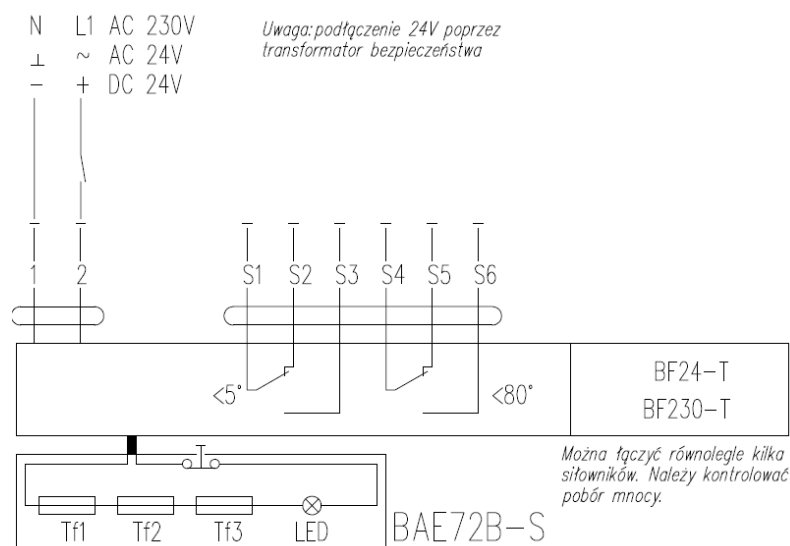 N L1 AC 230V
⊥ ~ AC 24V
− + DC 24V
Uwaga: podłączenie 24V poprzez
transformator bezpieczeństwa
1 2 S1 S2 S3 S4 S5 S6
<5° <80°
BF24-T
BF230-T
Można łączyć równolegle kilka
siłowników. Należy kontrolować
pobór mnocy.
Tf1 Tf2 Tf3 LED
BAE72B-S